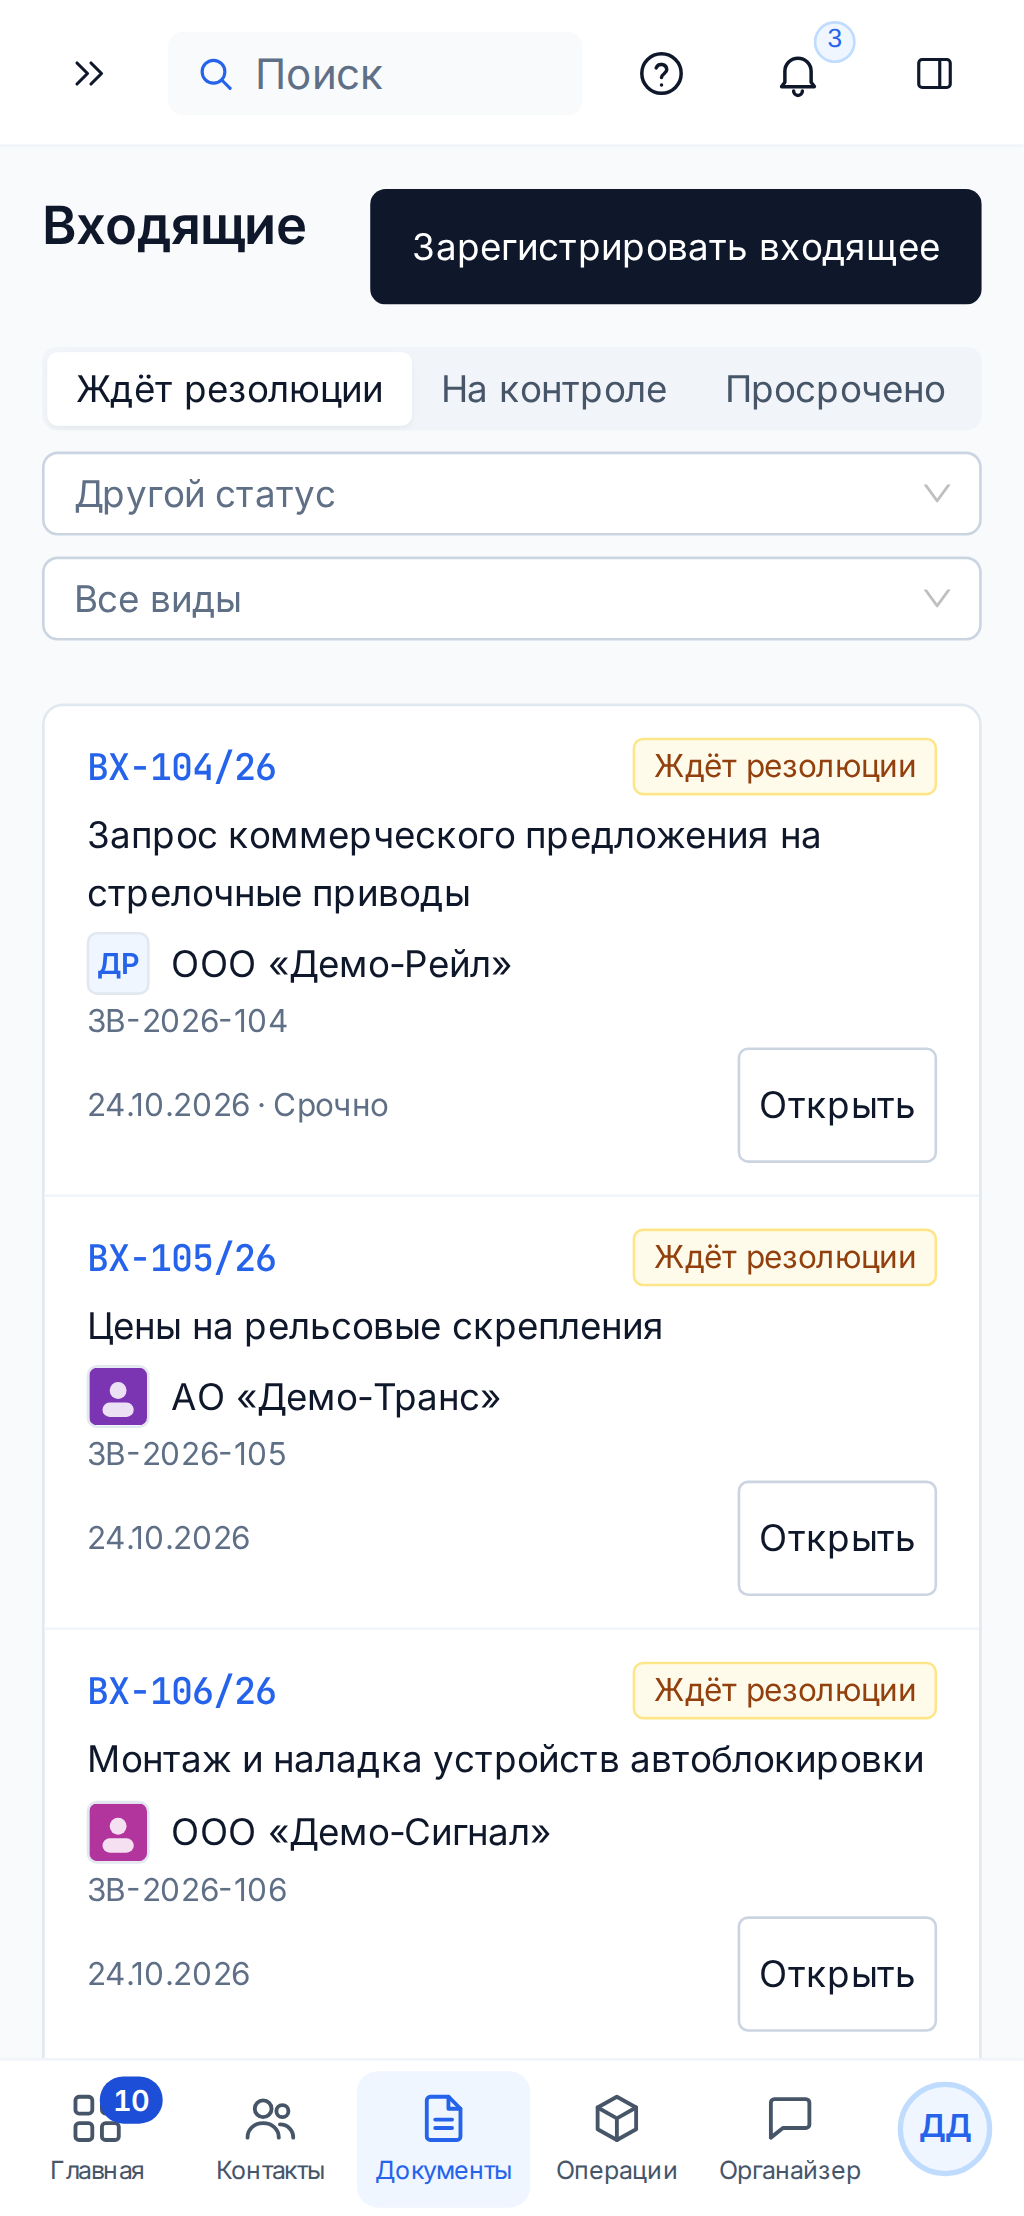 Поиск
3
Входящие
Зарегистрировать входящее
Ждёт резолюции
На контроле
Просрочено
Другой статус
Все виды
ВХ-104/26
Ждёт резолюции
Запрос коммерческого предложения на
стрелочные приводы
ДР
ООО «Демо-Рейл»
ЗВ-2026-104
24.10.2026 · Срочно
Открыть
ВХ-105/26
Ждёт резолюции
Цены на рельсовые скрепления
АО «Демо-Транс»
ЗВ-2026-105
24.10.2026
Открыть
ВХ-106/26
Ждёт резолюции
Монтаж и наладка устройств автоблокировки
ООО «Демо-Сигнал»
ЗВ-2026-106
24.10.2026
Открыть
10
Главная
Контакты
Документы
Операции
Органайзер
ДД